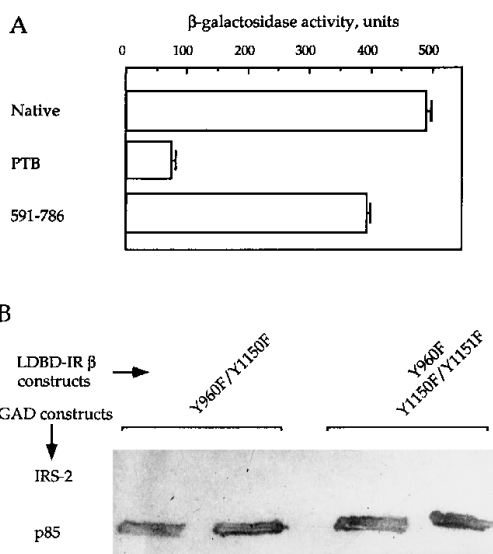 A
β-galactosidase activity, units
0 100 200 300 400 500
Native
PTB
591-786
B
LDBD-IR β
constructs
Y960F/Y1150F
Y960F
Y1150F/Y1151F
GAD constructs
IRS-2
p85